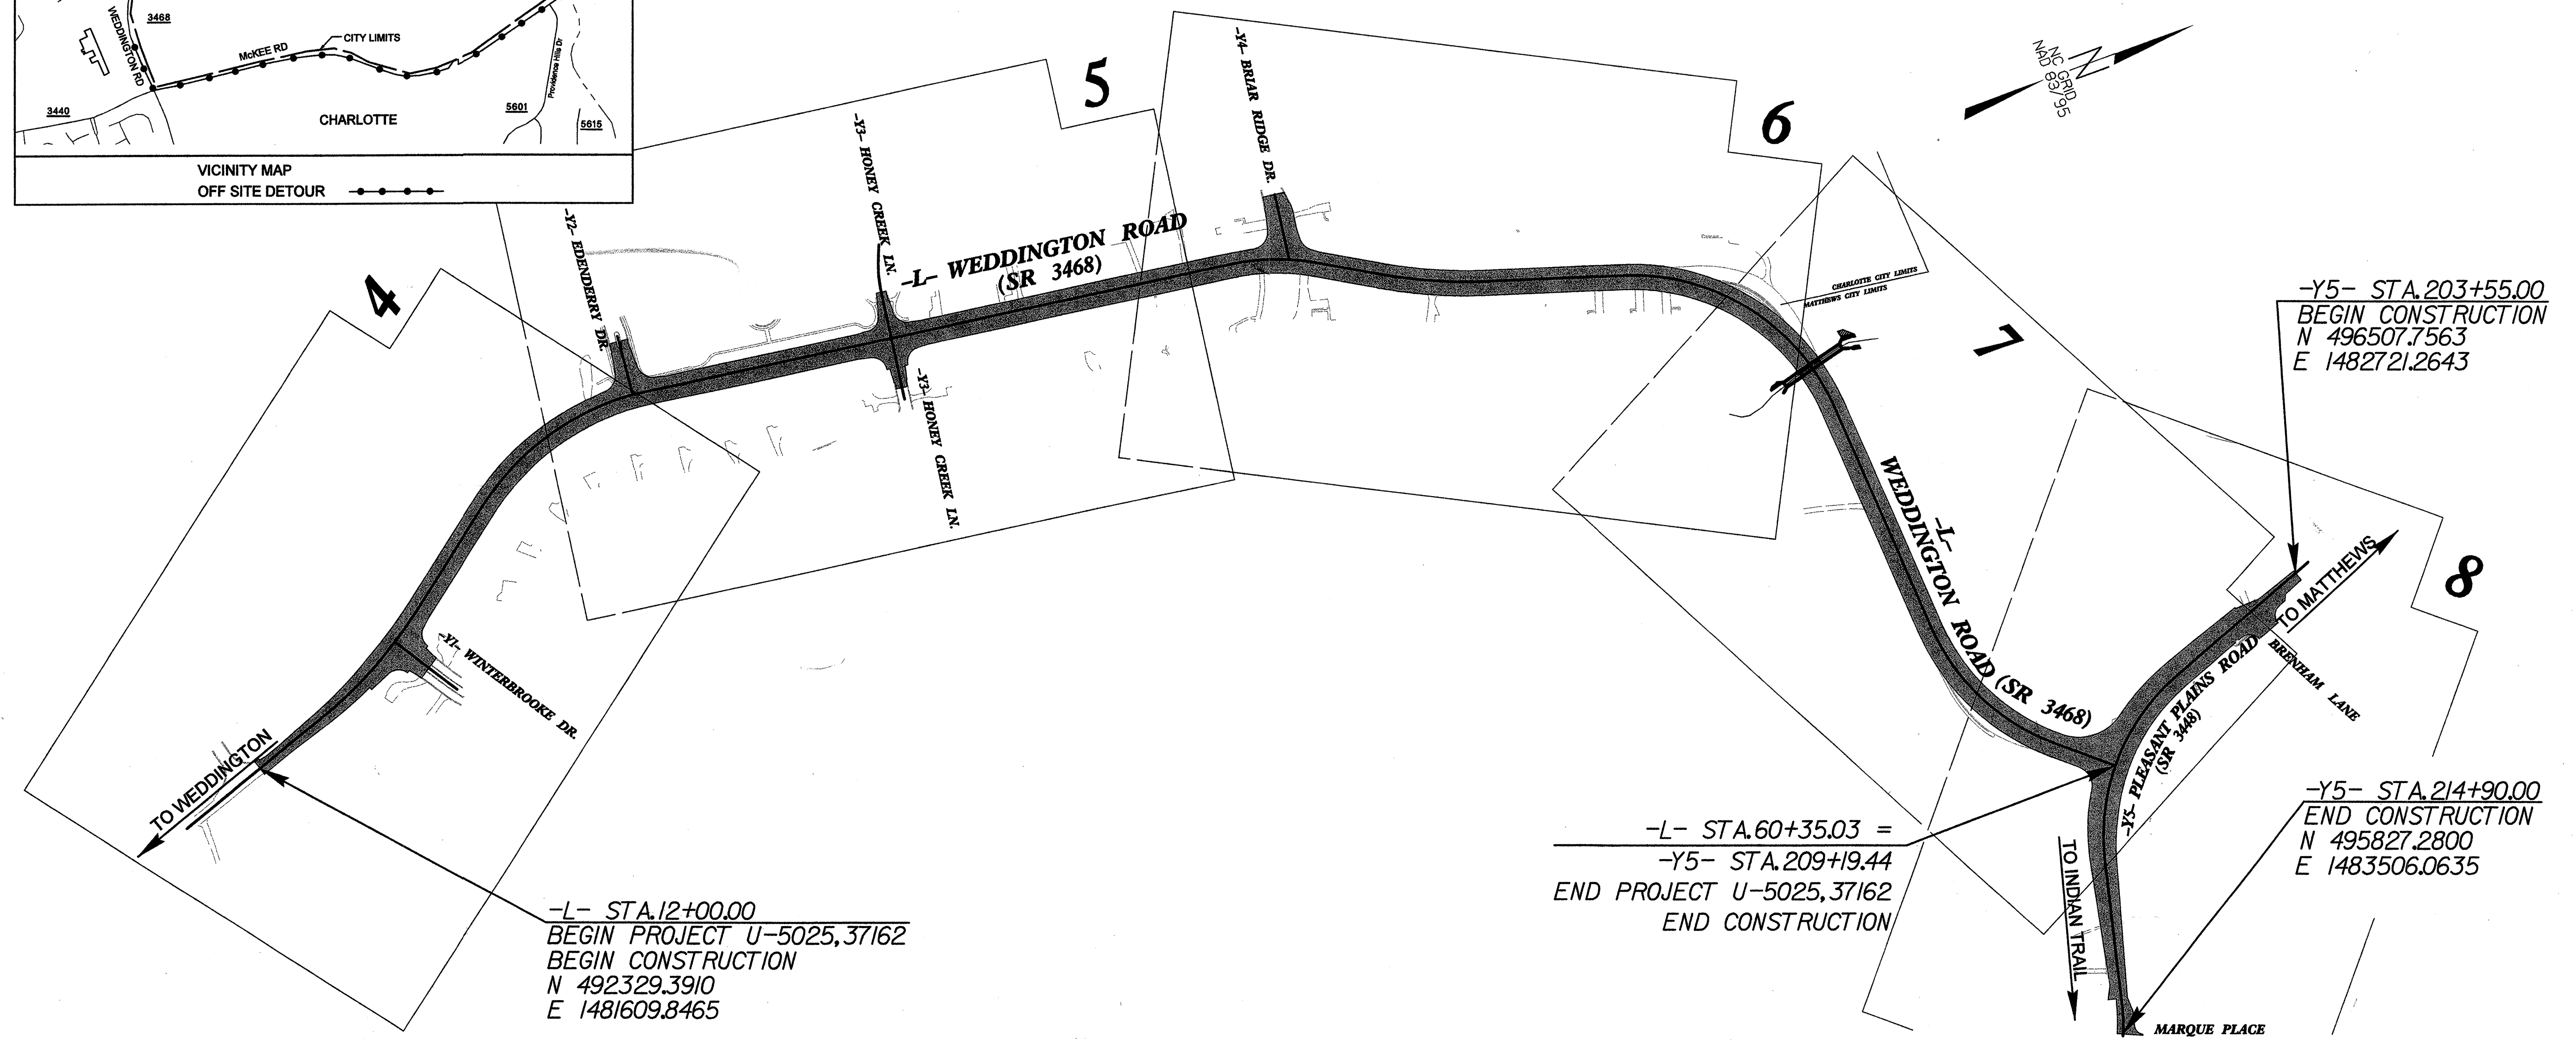 3468
WEDDINGTON RD
McKEE RD
CITY LIMITS
Providence Hills Dr
3440
CHARLOTTE
5601
5615
VICINITY MAP
OFF SITE DETOUR
4
5
6
7
8
NC GRID
NAD 83/95
-Y2- EDENDERRY DR.
-Y3- HONEY CREEK LN.
-Y3- HONEY CREEK LN.
-L- WEDDINGTON ROAD
(SR 3468)
-Y4- BRIAR RIDGE DR.
CHARLOTTE CITY LIMITS
MATTHEWS CITY LIMITS
-Y5- STA.203+55.00
BEGIN CONSTRUCTION
N 496507.7563
E 1482721.2643
-L-
WEDDINGTON ROAD (SR 3468)
TO MATTHEWS
BRENHAM LANE
-Y5- PLEASANT PLAINS ROAD
(SR 3448)
-Y1- WINTERBROOKE DR.
TO WEDDINGTON
-L- STA.12+00.00
BEGIN PROJECT U-5025,37162
BEGIN CONSTRUCTION
N 492329.3910
E 1481609.8465
-L- STA.60+35.03 =
-Y5- STA.209+19.44
END PROJECT U-5025,37162
END CONSTRUCTION
-Y5- STA.214+90.00
END CONSTRUCTION
N 495827.2800
E 1483506.0635
TO INDIAN TRAIL
MARQUE PLACE